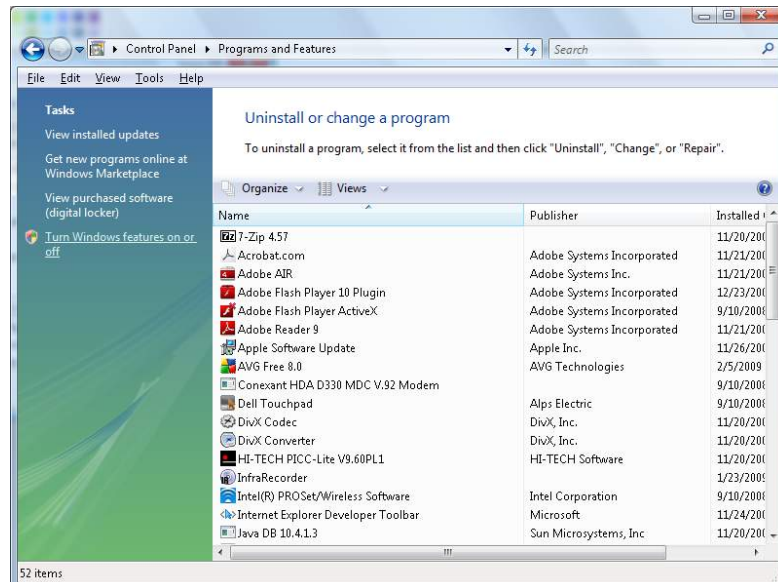 Control Panel Programs and Features Search
File Edit View Tools Help
Tasks
View installed updates
Get new programs online at
Windows Marketplace
View purchased software
(digital locker)
Turn Windows features on or
off
Uninstall or change a program
To uninstall a program, select it from the list and then click "Uninstall", "Change", or "Repair".
Organize Views
Name Publisher Installed
7-Zip 4.57 11/20/200
Acrobat.com Adobe Systems Incorporated 11/21/200
Adobe AIR Adobe Systems Inc. 11/21/200
Adobe Flash Player 10 Plugin Adobe Systems Incorporated 12/23/200
Adobe Flash Player ActiveX Adobe Systems Incorporated 9/10/2008
Adobe Reader 9 Adobe Systems Incorporated 11/21/200
Apple Software Update Apple Inc. 11/26/200
AVG Free 8.0 AVG Technologies 2/5/2009
Conexant HDA D330 MDC V.92 Modem 9/10/2008
Dell Touchpad Alps Electric 9/10/2008
DivX Codec DivX, Inc. 11/20/200
DivX Converter DivX, Inc. 11/20/200
HI-TECH PICC-Lite V9.60PL1 HI-TECH Software 11/20/200
InfraRecorder 1/23/2009
Intel(R) PROSet/Wireless Software Intel Corporation 9/10/2008
Internet Explorer Developer Toolbar Microsoft 11/24/200
Java DB 10.4.1.3 Sun Microsystems, Inc 11/20/200
52 items